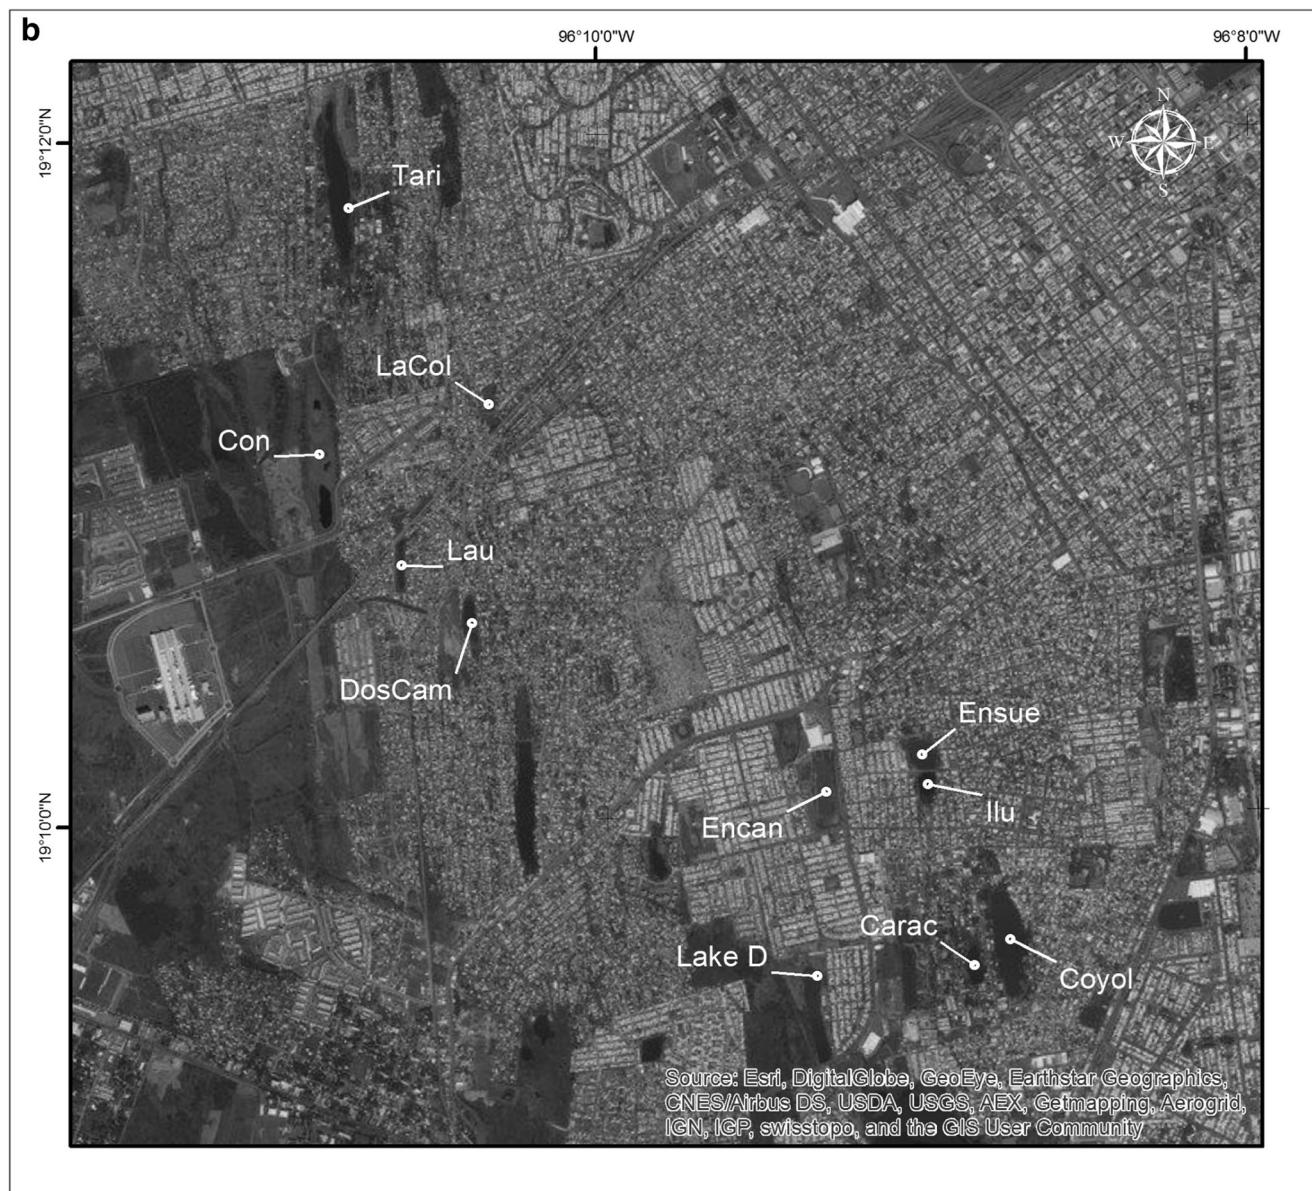 b
96°10'0"W
96°8'0"W
19°12'0"N
N
W
E
S
Tari
LaCol
Con
Lau
DosCam
Ensue
Ilu
Encan
19°10'0"N
Carac
Lake D
Coyol
Source: Esri, DigitalGlobe, GeoEye, Earthstar Geographics,
CNES/Airbus DS, USDA, USGS, AEX, Getmapping, Aerogrid,
IGN, IGP, swisstopo, and the GIS User Community